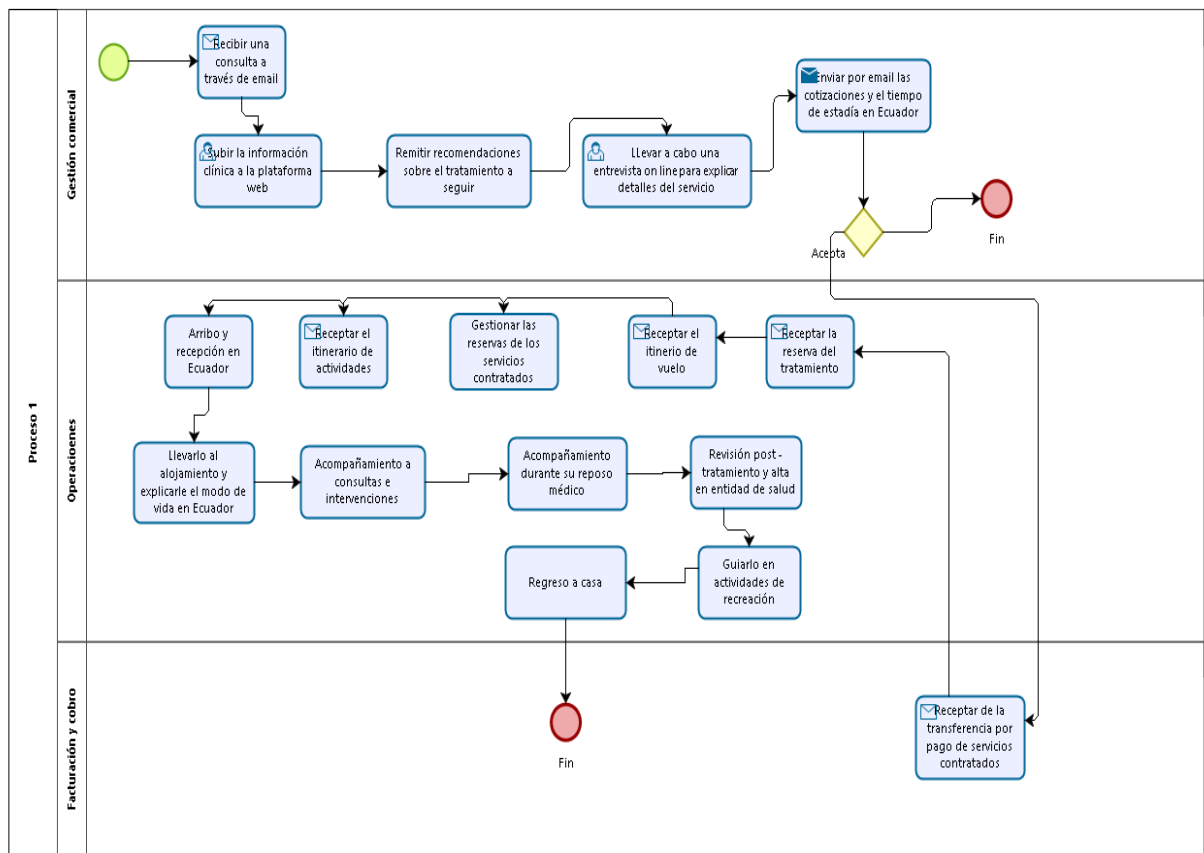 Proceso 1
Gestión comercial
Recibir una
consulta a
través de email
Subir la información
clínica a la plataforma
web
Remitir recomendaciones
sobre el tratamiento a
seguir
LLevar a cabo una
entrevista on line para explicar
detalles del servicio
Enviar por email las
cotizaciones y el tiempo
de estadía en Ecuador
Acepta
Fin
Operaciones
Arribo y
recepción en
Ecuador
Receptar el
itinerario de
actividades
Gestionar las
reservas de los
servicios
contratados
Receptar el
itinerio de
vuelo
Receptar la
reserva del
tratamiento
Llevarlo al
alojamiento y
explicarle el modo de
vida en Ecuador
Acompañamiento a
consultas e
intervenciones
Acompañamiento
durante su reposo
médico
Revisión post -
tratamiento y alta
en entidad de salud
Regreso a casa
Guiarlo en
actividades de
recreación
Facturación y cobro
Fin
Receptar de la
transferencia por
pago de servicios
contratados